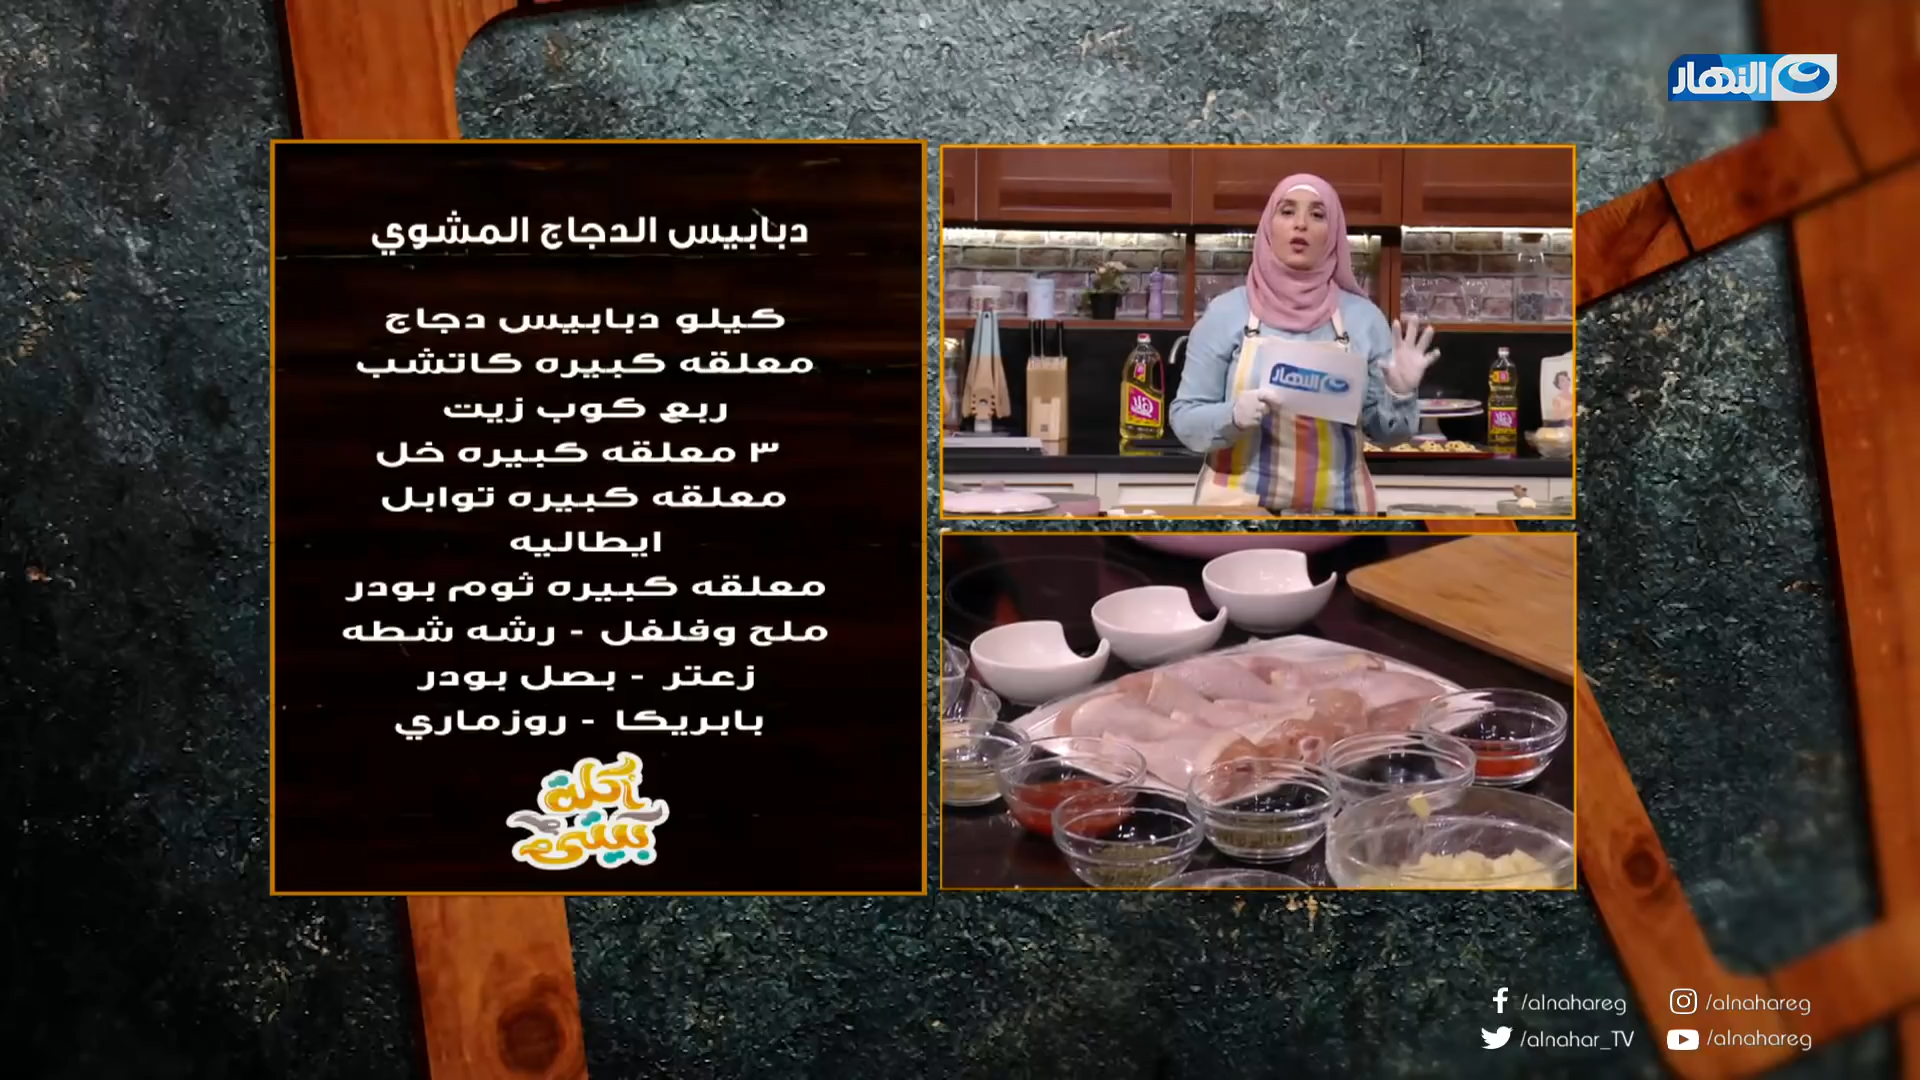 النهار
دبابيس الدجاج المشوي
كيلو دبابيس دجاج
معلقه كبيره كاتشب
ربع كوب زيت
٣ معلقه كبيره خل
معلقه كبيره توابل
ايطاليه
معلقه كبيره ثوم بودر
ملح وفلفل - رشه شطه
زعتر - بصل بودر
بابريكا - روزماري
أكلة
بيتي
النهار
/alnahareg
/alnahareg
/alnahar_TV
/alnahareg